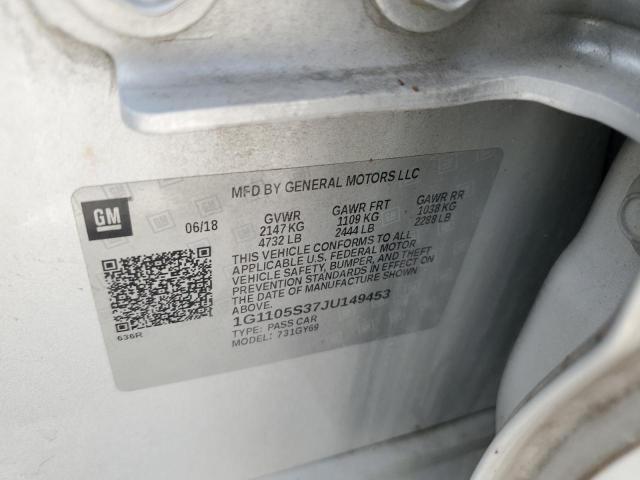 MFD BY GENERAL MOTORS LLC
GM
06/18
GVWR
2147 KG
4732 LB
GAWR FRT
1109 KG
2444 LB
GAWR RR
1038 KG
2288 LB
THIS VEHICLE CONFORMS TO ALL
APPLICABLE U.S. FEDERAL MOTOR
VEHICLE SAFETY, BUMPER, AND THEFT
PREVENTION STANDARDS IN EFFECT ON
THE DATE OF MANUFACTURE SHOWN
ABOVE.
1G1105S37JU149453
TYPE: PASS CAR
MODEL: 731GY69
636R